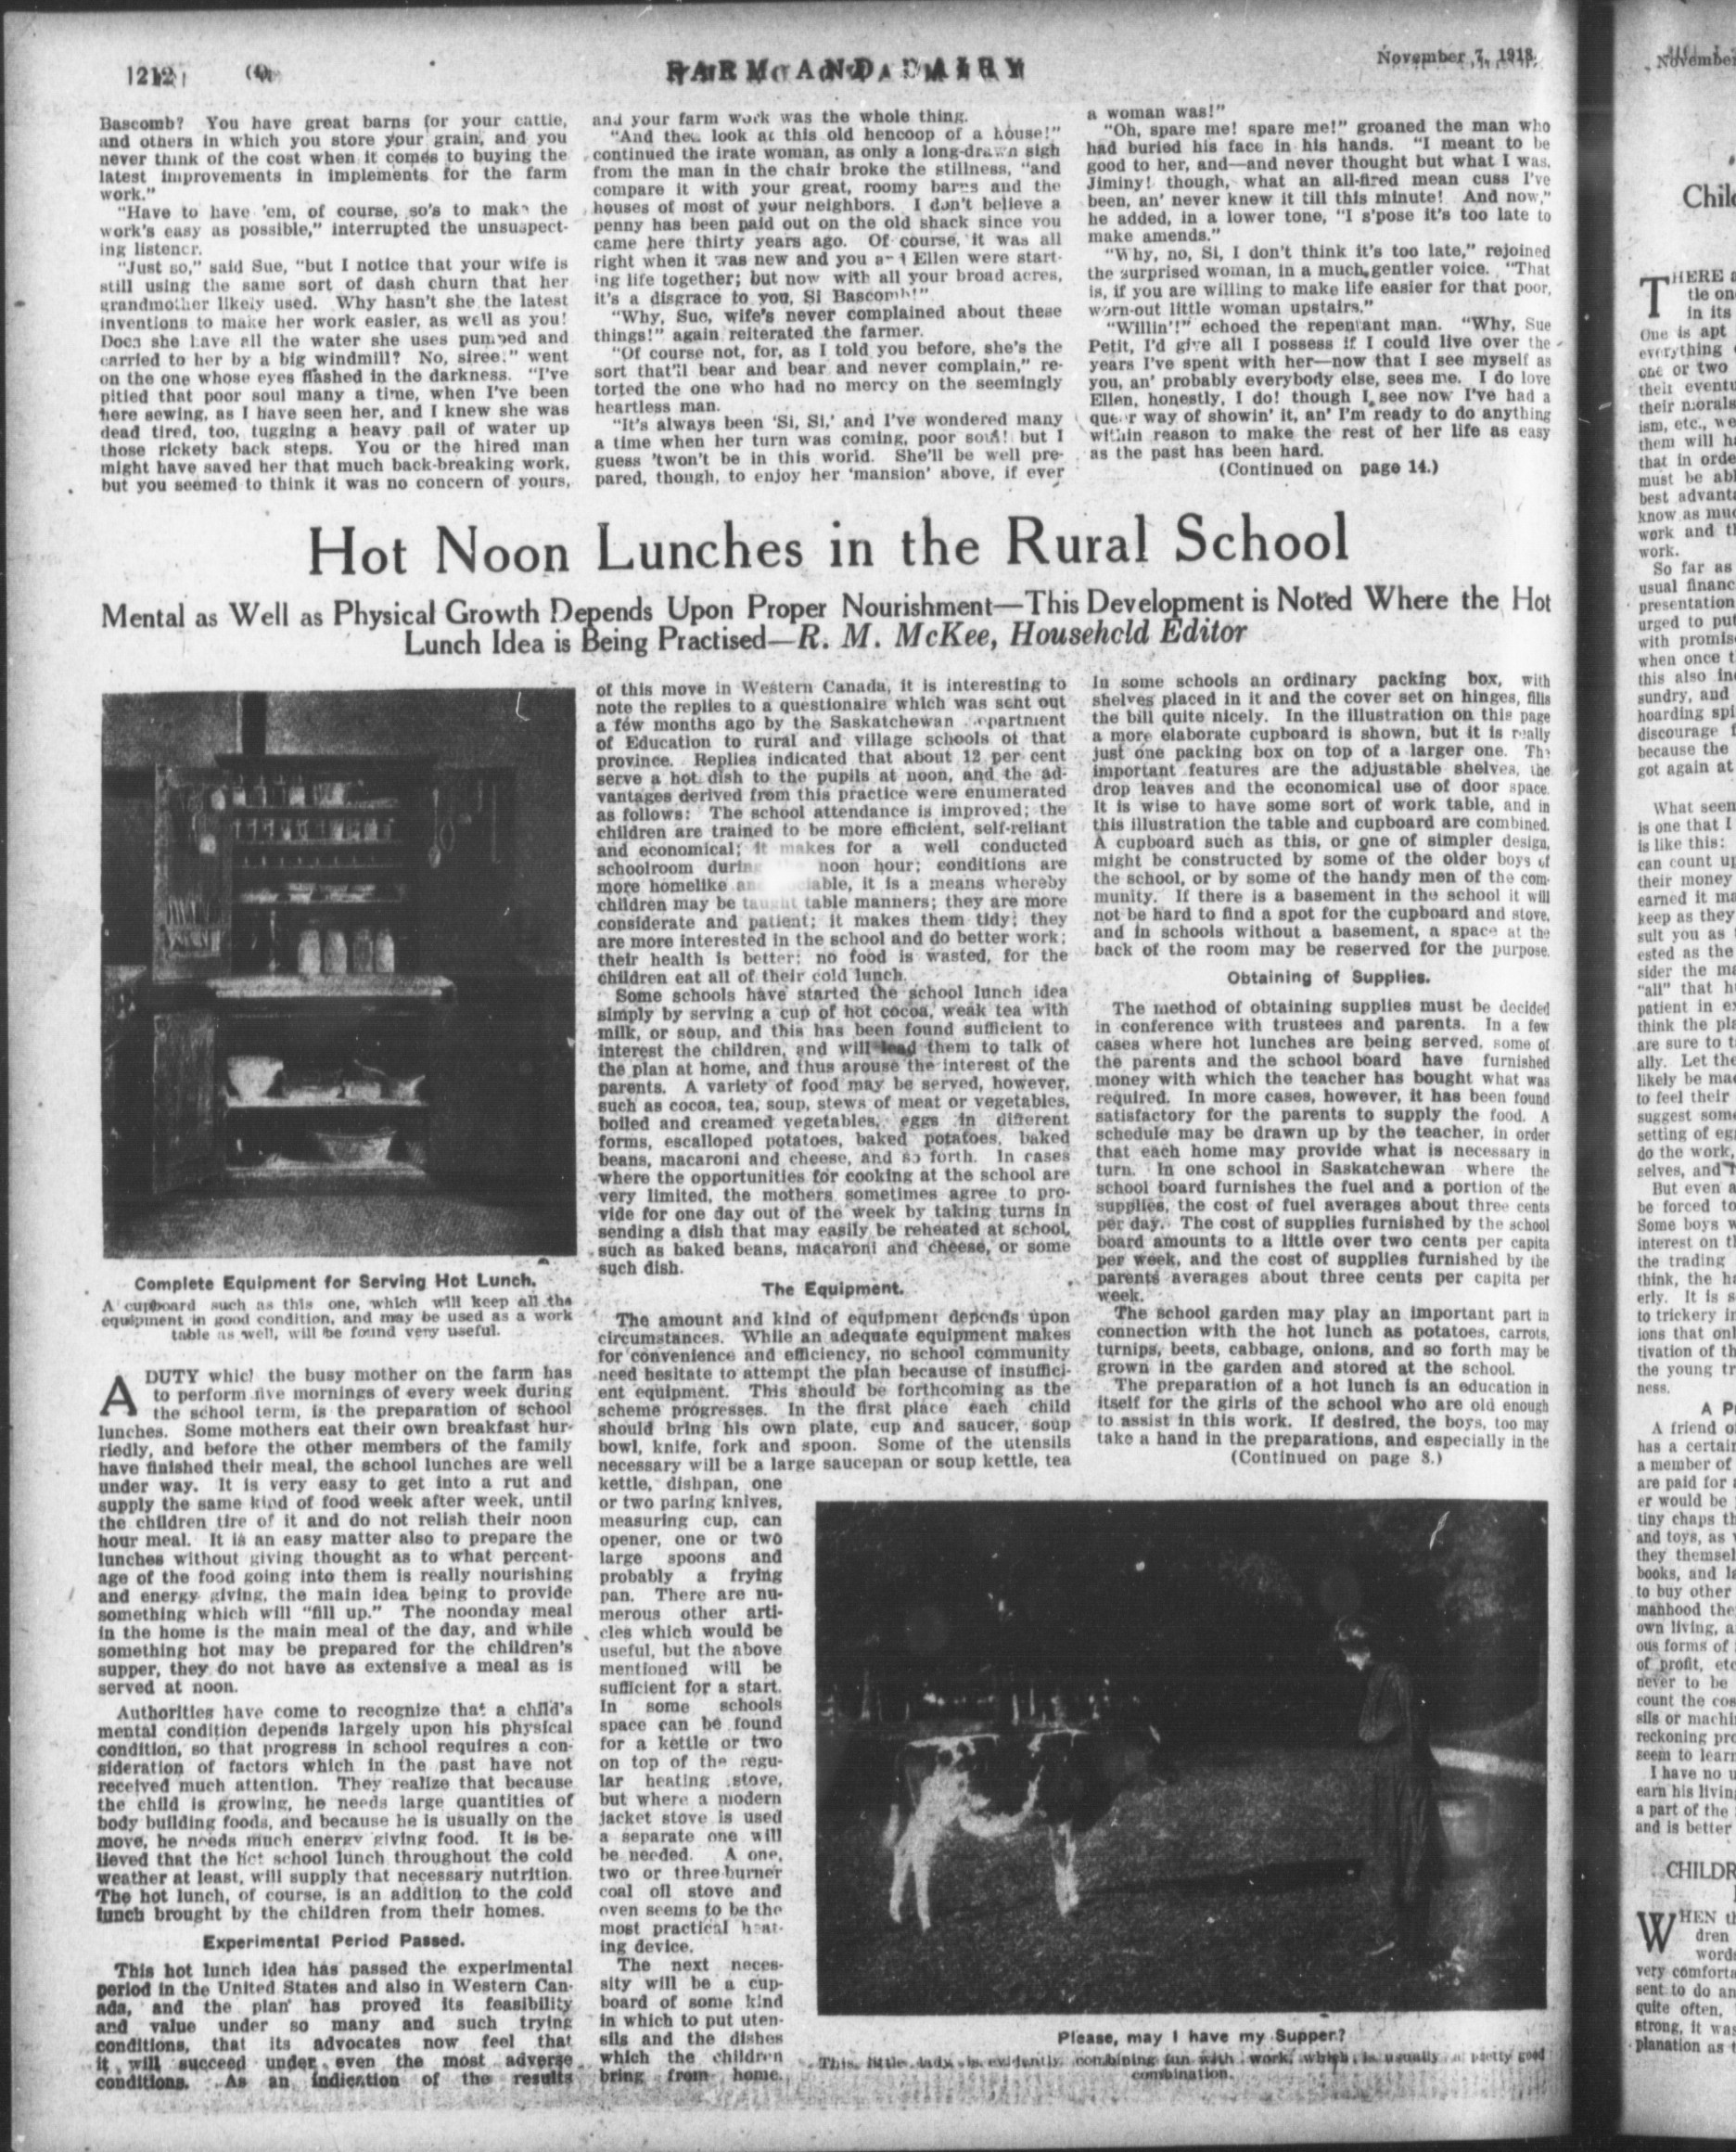 1212 (4)
FARM AND DAIRY
November 7, 1918.
Bascomb? You have great barns for your cattle,
and others in which you store your grain, and you
never think of the cost when it comes to buying the
latest improvements in implements for the farm
work."
"Have to have 'em, of course, so's to make the
work's easy as possible," interrupted the unsuspect-
ing listener.
"Just so," said Sue, "but I notice that your wife is
still using the same sort of dash churn that her
grandmother likely used. Why hasn't she the latest
inventions to make her work easier, as well as you!
Does she have all the water she uses pumped and
carried to her by a big windmill? No, siree." went
on the one whose eyes flashed in the darkness. "I've
pitied that poor soul many a time, when I've been
here sewing, as I have seen her, and I knew she was
dead tired, too, tugging a heavy pail of water up
those rickety back steps. You or the hired man
might have saved her that much back-breaking work,
but you seemed to think it was no concern of yours,
and your farm work was the whole thing.
"And then look at this old hencoop of a house!"
continued the irate woman, as only a long-drawn sigh
from the man in the chair broke the stillness, "and
compare it with your great, roomy barns and the
houses of most of your neighbors. I don't believe a
penny has been paid out on the old shack since you
came here thirty years ago. Of course, it was all
right when it was new and you and Ellen were start-
ing life together; but now with all your broad acres,
it's a disgrace to you, Si Bascomb!"
"Why, Sue, wife's never complained about these
things!" again reiterated the farmer.
"Of course not, for, as I told you before, she's the
sort that'll bear and bear and never complain," re-
torted the one who had no mercy on the seemingly
heartless man.
"It's always been 'Si, Si,' and I've wondered many
a time when her turn was coming, poor soul! but I
guess 'twon't be in this world. She'll be well pre-
pared, though, to enjoy her 'mansion' above, if ever
a woman was!"
"Oh, spare me! spare me!" groaned the man who
had buried his face in his hands. "I meant to be
good to her, and—and never thought but what I was.
Jiminy! though, what an all-fired mean cuss I've
been, an' never knew it till this minute! And now,"
he added, in a lower tone, "I s'pose it's too late to
make amends."
"Why, no, Si, I don't think it's too late," rejoined
the surprised woman, in a much gentler voice. "That
is, if you are willing to make life easier for that poor,
worn-out little woman upstairs."
"Willin'!" echoed the repentant man. "Why, Sue
Petit, I'd give all I possess if I could live over the
years I've spent with her—now that I see myself as
you, an' probably everybody else, sees me. I do love
Ellen, honestly, I do! though I see now I've had a
queer way of showin' it, an' I'm ready to do anything
within reason to make the rest of her life as easy
as the past has been hard.
(Continued on page 14.)
Hot Noon Lunches in the Rural School
Mental as Well as Physical Growth Depends Upon Proper Nourishment—This Development is Noted Where the Hot
Lunch Idea is Being Practised—R. M. McKee, Household Editor
Complete Equipment for Serving Hot Lunch.
A cupboard such as this one, which will keep all the
equipment in good condition, and may be used as a work
table as well, will be found very useful.
A DUTY which the busy mother on the farm has
to perform five mornings of every week during
the school term, is the preparation of school
lunches. Some mothers eat their own breakfast hur-
riedly, and before the other members of the family
have finished their meal, the school lunches are well
under way. It is very easy to get into a rut and
supply the same kind of food week after week, until
the children tire of it and do not relish their noon
hour meal. It is an easy matter also to prepare the
lunches without giving thought as to what percent-
age of the food going into them is really nourishing
and energy giving, the main idea being to provide
something which will "fill up." The noonday meal
in the home is the main meal of the day, and while
something hot may be prepared for the children's
supper, they do not have as extensive a meal as is
served at noon.
Authorities have come to recognize that a child's
mental condition depends largely upon his physical
condition, so that progress in school requires a con-
sideration of factors which in the past have not
received much attention. They realize that because
the child is growing, he needs large quantities of
body building foods, and because he is usually on the
move, he needs much energy giving food. It is be-
lieved that the hot school lunch throughout the cold
weather at least, will supply that necessary nutrition.
The hot lunch, of course, is an addition to the cold
lunch brought by the children from their homes.
Experimental Period Passed.
This hot lunch idea has passed the experimental
period in the United States and also in Western Can-
ada, and the plan has proved its feasibility
and value under so many and such trying
conditions, that its advocates now feel that
it will succeed under even the most adverse
conditions. As an indication of the results
of this move in Western Canada, it is interesting to
note the replies to a questionaire which was sent out
a few months ago by the Saskatchewan epartment
of Education to rural and village schools of that
province. Replies indicated that about 12 per cent
serve a hot dish to the pupils at noon, and the ad-
vantages derived from this practice were enumerated
as follows: The school attendance is improved; the
children are trained to be more efficient, self-reliant
and economical; it makes for a well conducted
schoolroom during noon hour; conditions are
more homelike and ciable, it is a means whereby
children may be taught table manners; they are more
considerate and patient; it makes them tidy; they
are more interested in the school and do better work;
their health is better; no food is wasted, for the
children eat all of their cold lunch.
Some schools have started the school lunch idea
simply by serving a cup of hot cocoa, weak tea with
milk, or soup, and this has been found sufficient to
interest the children, and will lead them to talk of
the plan at home, and thus arouse the interest of the
parents. A variety of food may be served, however,
such as cocoa, tea, soup, stews of meat or vegetables,
boiled and creamed vegetables, eggs in different
forms, escalloped potatoes, baked potatoes, baked
beans, macaroni and cheese, and so forth. In cases
where the opportunities for cooking at the school are
very limited, the mothers sometimes agree to pro-
vide for one day out of the week by taking turns in
sending a dish that may easily be reheated at school,
such as baked beans, macaroni and cheese, or some
such dish.
The Equipment.
The amount and kind of equipment depends upon
circumstances. While an adequate equipment makes
for convenience and efficiency, no school community
need hesitate to attempt the plan because of insuffici-
ent equipment. This should be forthcoming as the
scheme progresses. In the first place each child
should bring his own plate, cup and saucer, soup
bowl, knife, fork and spoon. Some of the utensils
necessary will be a large saucepan or soup kettle, tea
kettle, dishpan, one
or two paring knives,
measuring cup, can
opener, one or two
large spoons and
probably a frying
pan. There are nu-
merous other arti-
cles which would be
useful, but the above
mentioned will be
sufficient for a start.
In some schools
space can be found
for a kettle or two
on top of the regu-
lar heating stove,
but where a modern
jacket stove is used
a separate one will
be needed. A one,
two or three-burner
coal oil stove and
oven seems to be the
most practical heat-
ing device.
The next neces-
sity will be a cup-
board of some kind
in which to put uten-
sils and the dishes
which the children
bring from home.
In some schools an ordinary packing box, with
shelves placed in it and the cover set on hinges, fills
the bill quite nicely. In the illustration on this page
a more elaborate cupboard is shown, but it is really
just one packing box on top of a larger one. The
important features are the adjustable shelves, the
drop leaves and the economical use of door space.
It is wise to have some sort of work table, and in
this illustration the table and cupboard are combined.
A cupboard such as this, or one of simpler design,
might be constructed by some of the older boys of
the school, or by some of the handy men of the com-
munity. If there is a basement in the school it will
not be hard to find a spot for the cupboard and stove,
and in schools without a basement, a space at the
back of the room may be reserved for the purpose.
Obtaining of Supplies.
The method of obtaining supplies must be decided
in conference with trustees and parents. In a few
cases where hot lunches are being served, some of
the parents and the school board have furnished
money with which the teacher has bought what was
required. In more cases, however, it has been found
satisfactory for the parents to supply the food. A
schedule may be drawn up by the teacher, in order
that each home may provide what is necessary in
turn. In one school in Saskatchewan where the
school board furnishes the fuel and a portion of the
supplies, the cost of fuel averages about three cents
per day. The cost of supplies furnished by the school
board amounts to a little over two cents per capita
per week, and the cost of supplies furnished by the
parents averages about three cents per capita per
week.
The school garden may play an important part in
connection with the hot lunch as potatoes, carrots,
turnips, beets, cabbage, onions, and so forth may be
grown in the garden and stored at the school.
The preparation of a hot lunch is an education in
itself for the girls of the school who are old enough
to assist in this work. If desired, the boys, too may
take a hand in the preparations, and especially in the
(Continued on page 8.)
Please, may I have my Supper?
This little lady is evidently combining fun with work, which is usually a pretty good
combination.